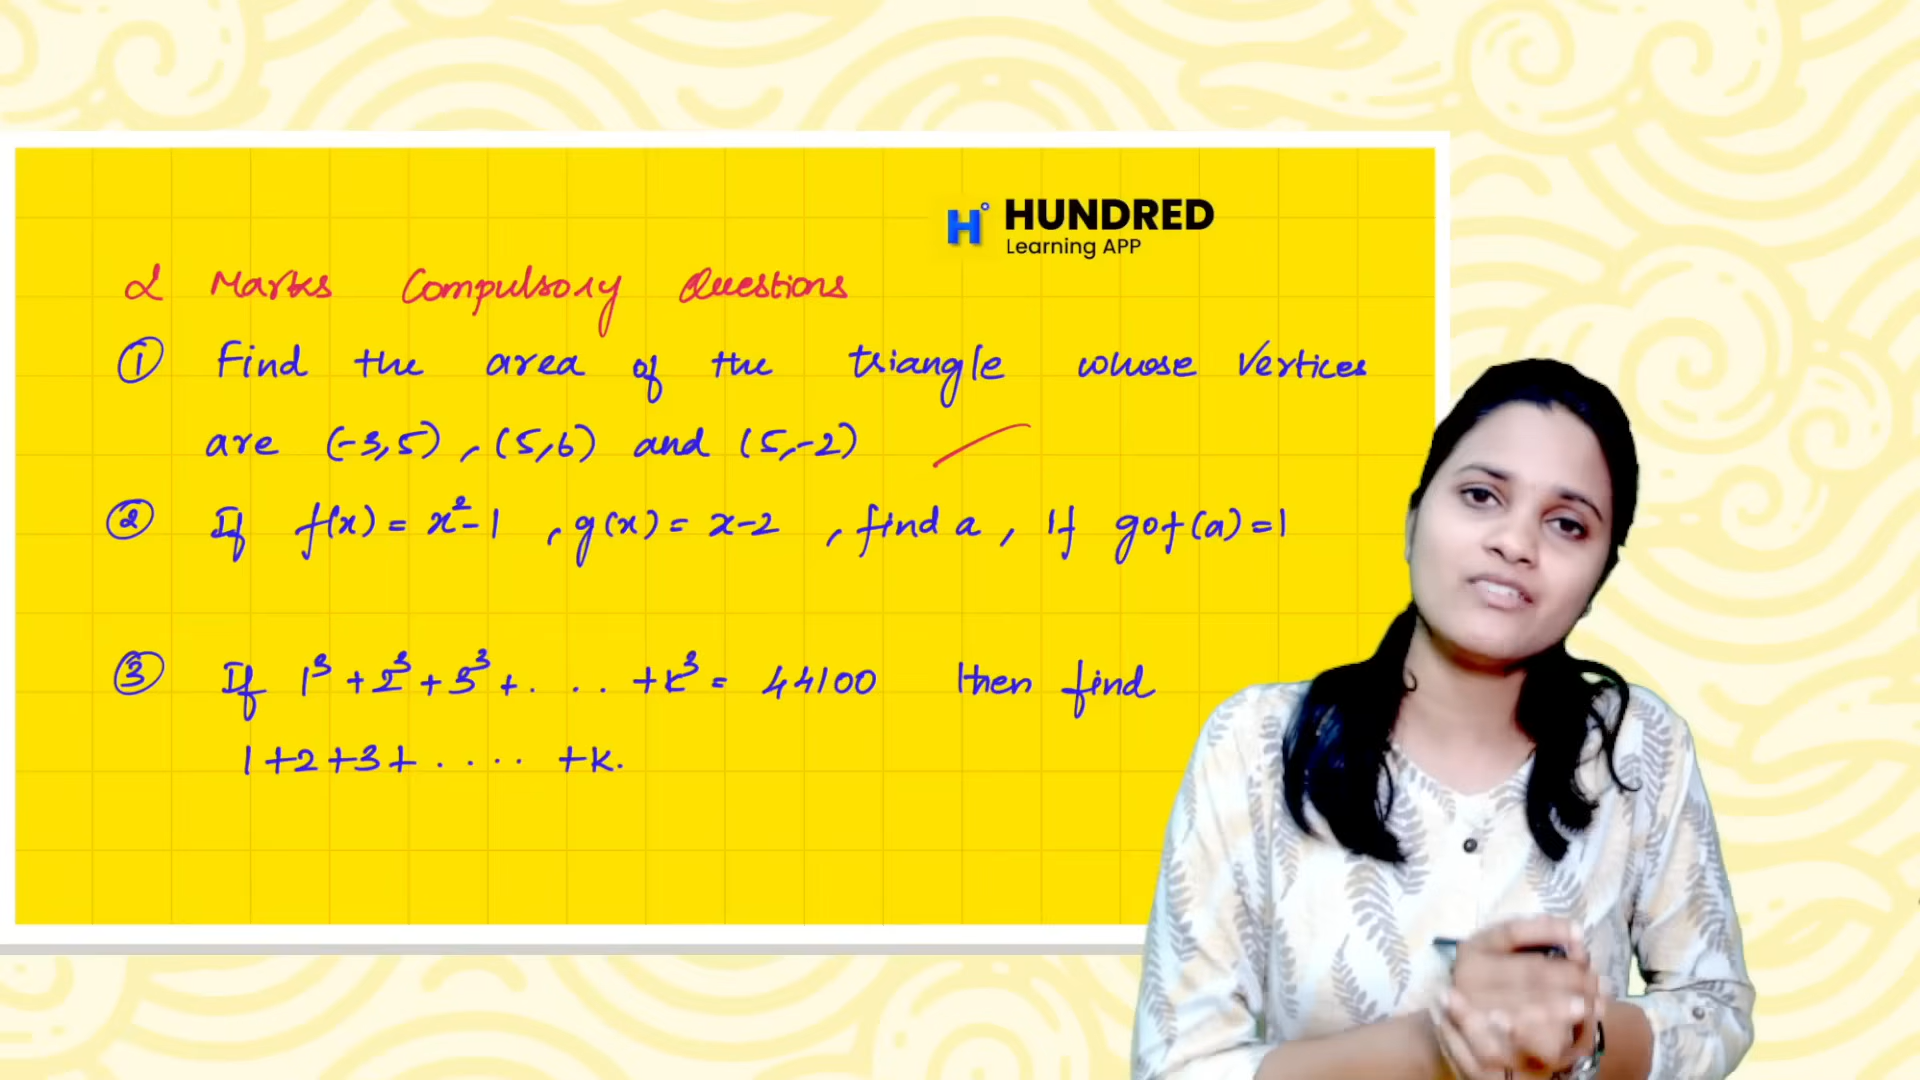 H HUNDRED
Learning APP
2 Marks Compulsory Questions
① Find the area of the triangle whose vertices
are (-3,5), (5,6) and (5,-2)
② If f(x) = x²-1, g(x) = x-2, find a, if gof(a)=1
③ If 1³+2³+3³+. . . . +k³ = 44100 then find
1+2+3+. . . . . +k.